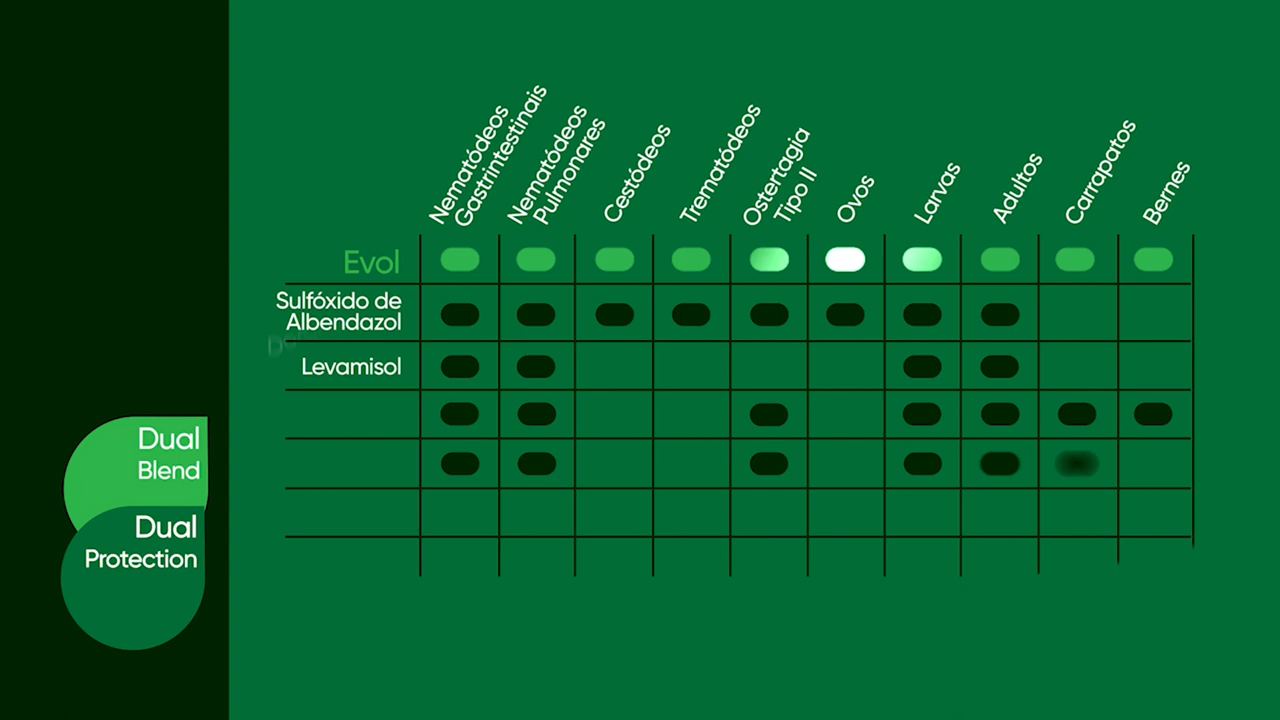 Nematódeos
Gastrintestinais
Nematódeos
Pulmonares
Cestódeos
Trematódeos
Ostertagia
Tipo II
Ovos
Larvas
Adultos
Carrapatos
Bernes
Evol
Sulfóxido de
Albendazol
Levamisol
Dual
Blend
Dual
Protection